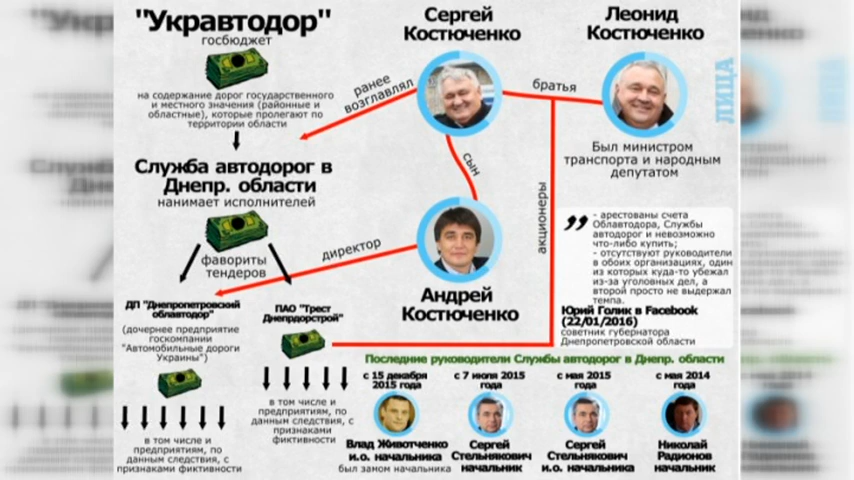 "Укравтодор"
госбюджет
на содержание дорог государственного
и местного значения (районные и
областные), которые пролегают по
территории области
Служба автодорог в
Днепр. области
нанимает исполнителей
фавориты
тендеров
ДП "Днепропетровский
облавтодор"
(дочернее предприятие
госкомпании
"Автомобильные дороги
Украины")
в том числе и
предприятиям, по
данным следствия, с
признаками фиктивности
ПАО "Трест
Днепрдорстрой"
в том числе и
предприятиям, по
данным следствия, с
признаками
фиктивности
Сергей
Костюченко
ранее
возглавлял
братья
Леонид
Костюченко
ЛИЦА
Был министром
транспорта и народным
депутатом
сын
директор
акционеры
Андрей
Костюченко
"
- арестованы счета
Облавтодора, Службы
автодорог и невозможно
что-либо купить;
- отсутствуют руководители
в обоих организациях, один
из которых куда-то убежал
из-за уголовных дел, а
второй просто не выдержал
темпа.
Юрий Голик в Facebook
(22/01/2016)
советник губернатора
Днепропетровской области
Последние руководители Службы автодорог в Днепр. области
с 15 декабря
2015 года
Влад Животченко
и.о. начальника
был замом начальника
с 7 июля 2015
года
Сергей
Стельнякович
начальник
с мая 2015
года
Сергей
Стельнякович
и.о. начальника
с мая 2014
года
Николай
Радионов
начальник